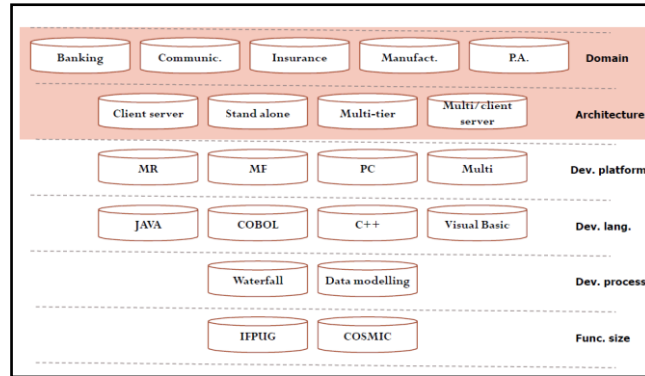 Banking Communic. Insurance Manufact. P.A. Domain
Client server Stand alone Multi-tier Multi/client server Architecture
MR MF PC Multi Dev. platform
JAVA COBOL C++ Visual Basic Dev. lang.
Waterfall Data modelling Dev. process
IFPUG COSMIC Func. size